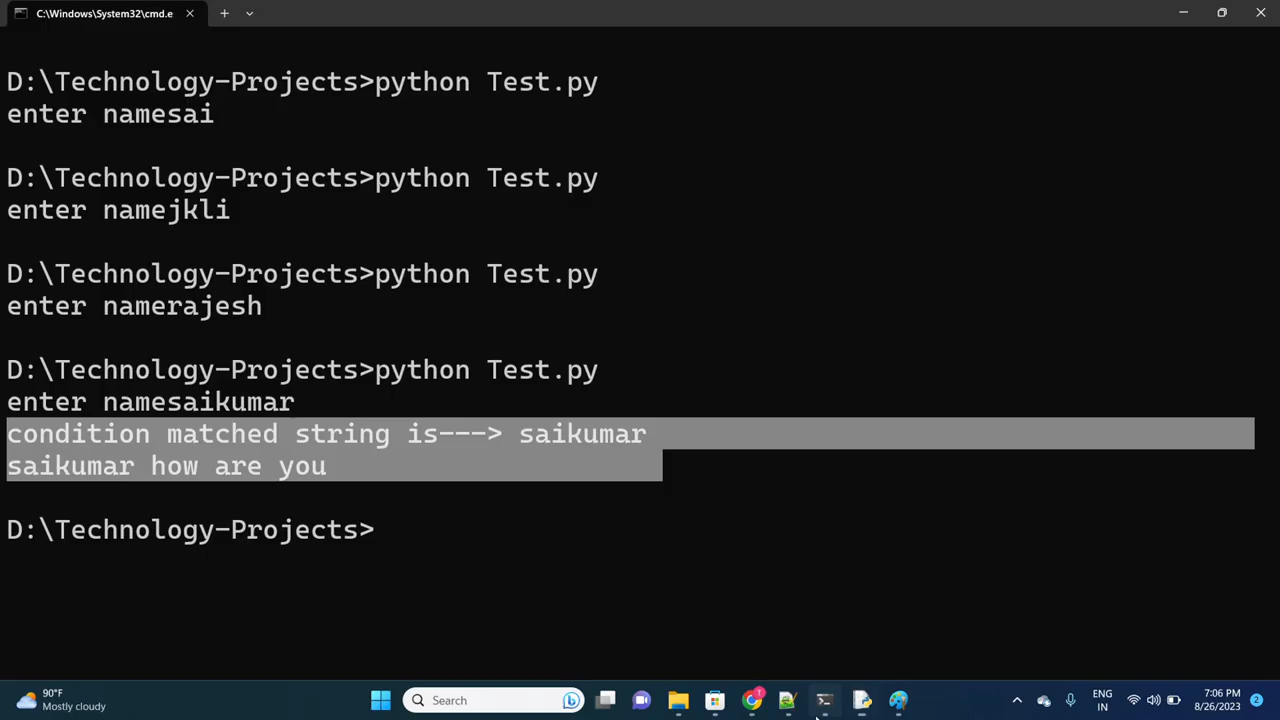 C:\Windows\System32\cmd.e
D:\Technology-Projects>python Test.py
enter namesai
D:\Technology-Projects>python Test.py
enter namejkli
D:\Technology-Projects>python Test.py
enter namerajesh
D:\Technology-Projects>python Test.py
enter namesaikumar
condition matched string is---> saikumar
saikumar how are you
D:\Technology-Projects>
90°F
Mostly cloudy
Search
ENG
IN
7:06 PM
8/26/2023
2